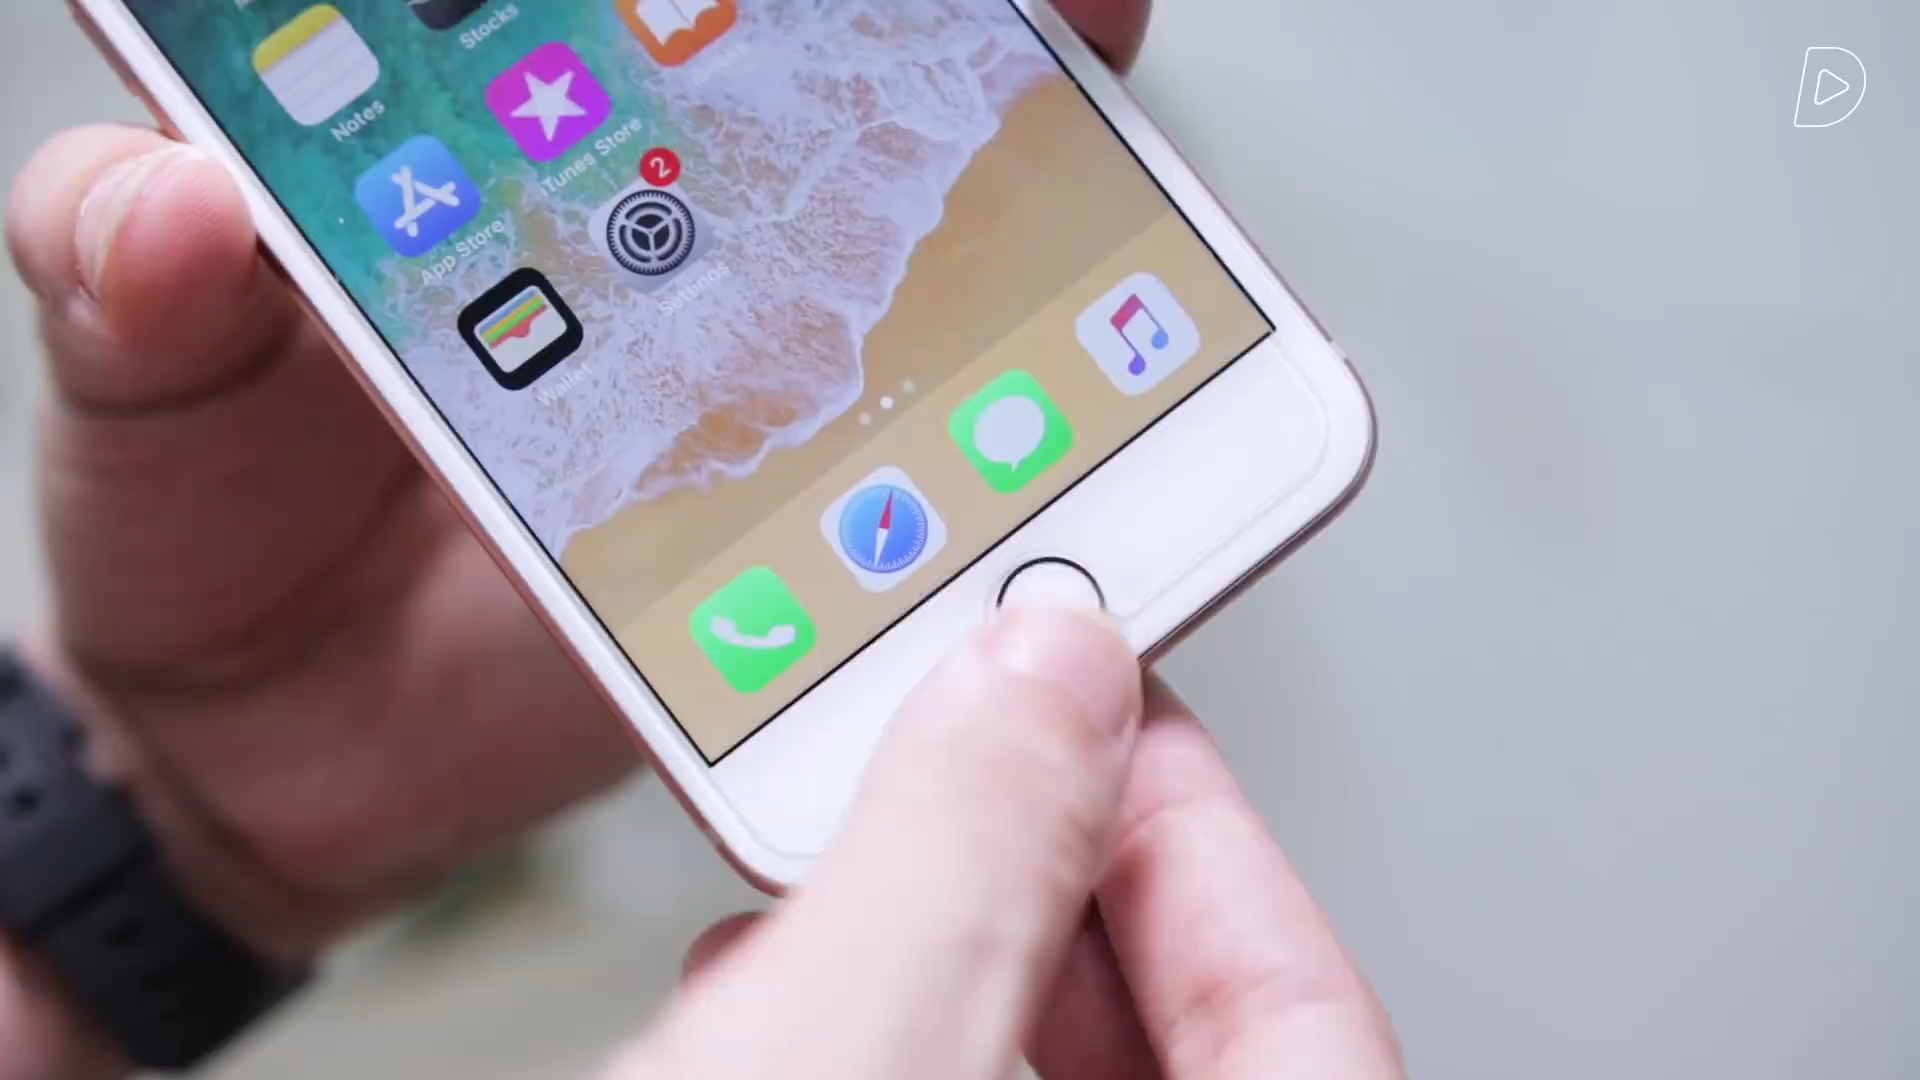 Stocks
Notes
iTunes Store
2
App Store
Settings
Wallet